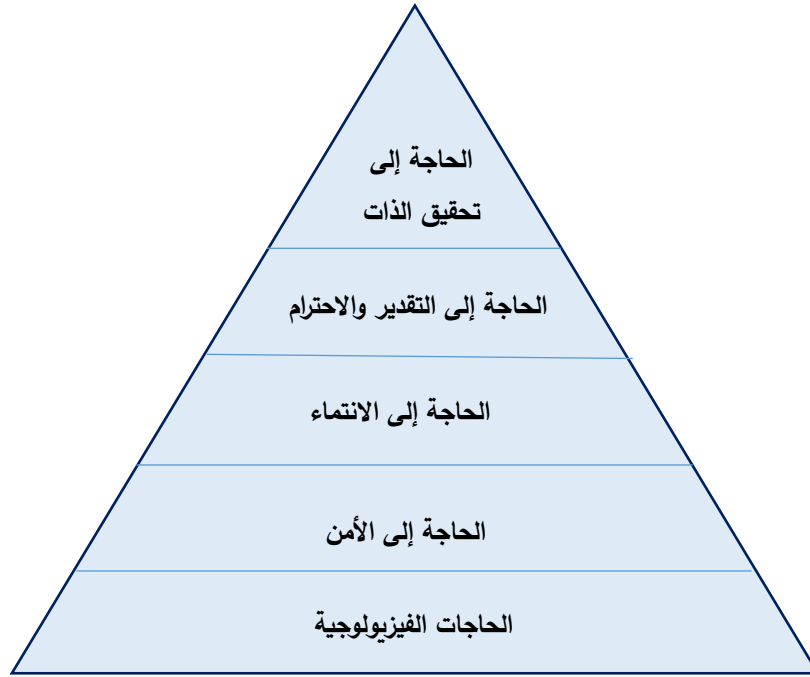 الحاجة إلى
تحقيق الذات
الحاجة إلى التقدير والاحترام
الحاجة إلى الانتماء
الحاجة إلى الأمن
الحاجات الفيزيولوجية